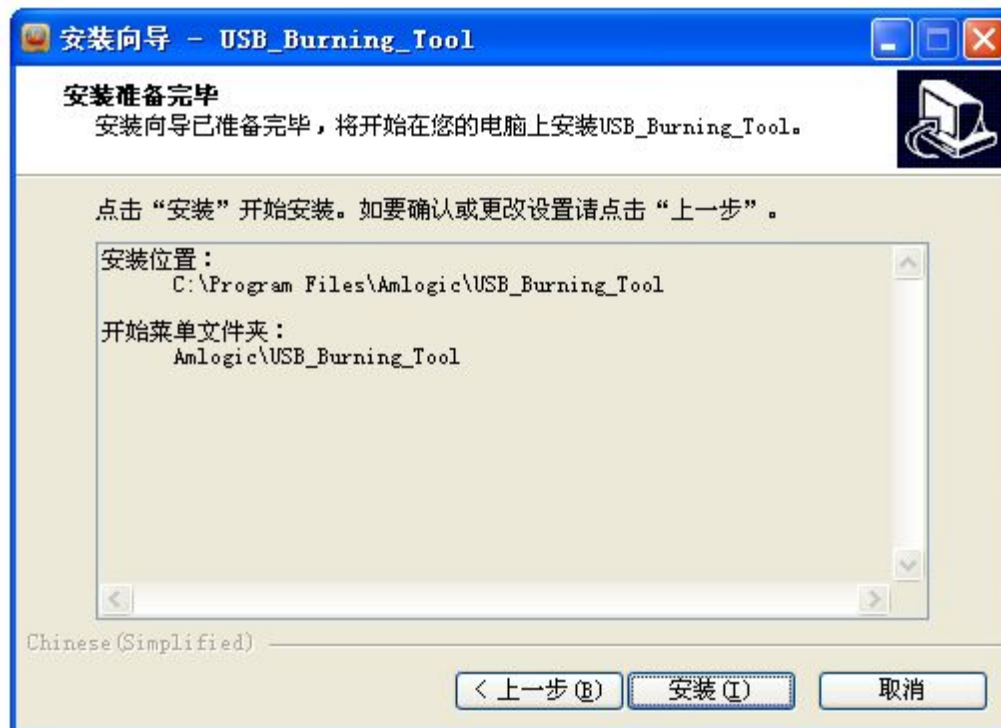 安装向导 - USB_Burning_Tool
安装准备完毕
安装向导已准备完毕，将开始在您的电脑上安装USB_Burning_Tool。
点击“安装”开始安装。如要确认或更改设置请点击“上一步”。
安装位置：
C:\Program Files\Amlogic\USB_Burning_Tool
开始菜单文件夹：
Amlogic\USB_Burning_Tool
Chinese(Simplified)
< 上一步(B) 安装(I) 取消